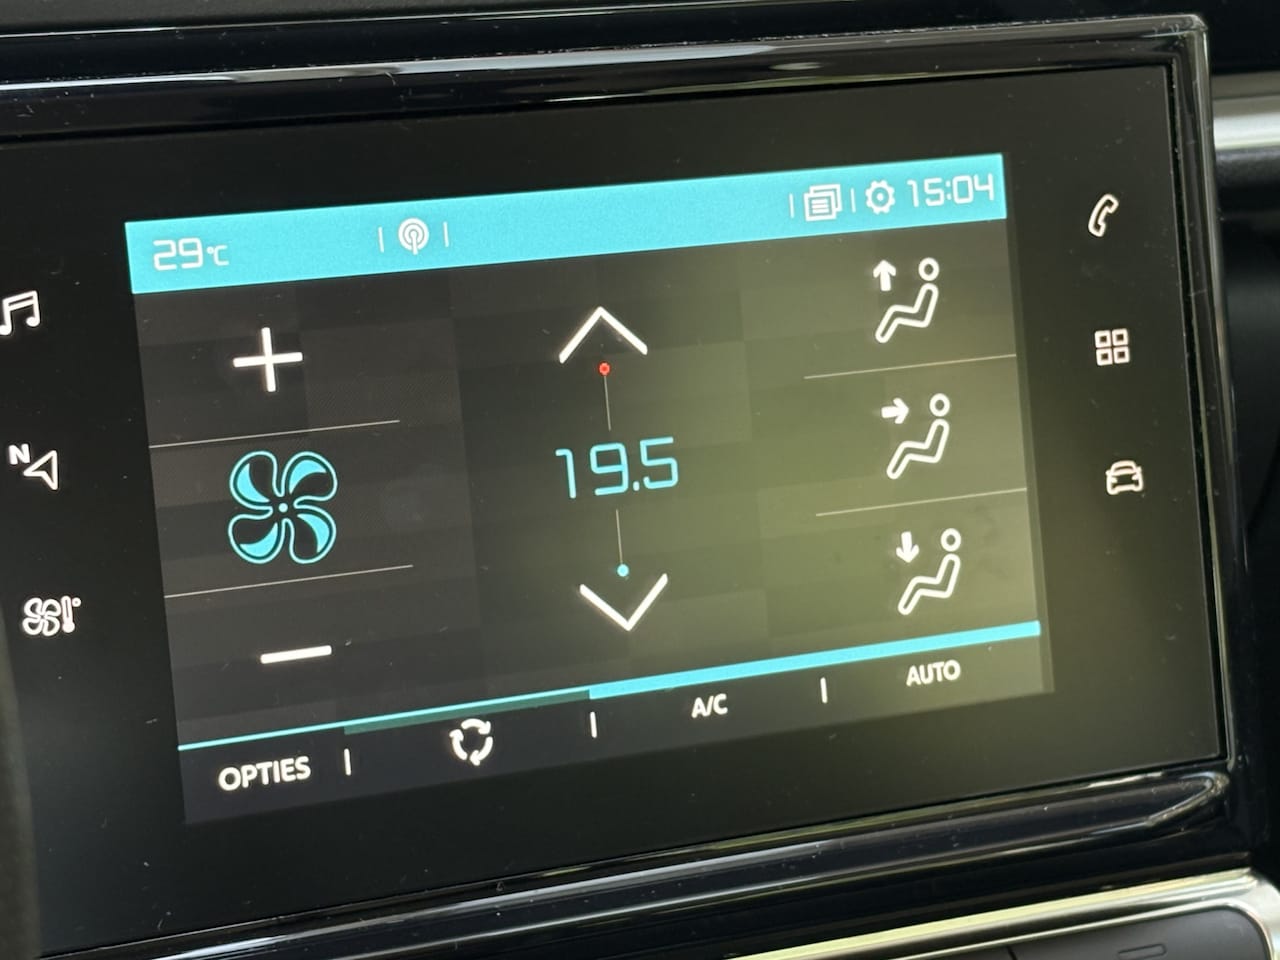 29°C
15:04
N
19.5
OPTIES
A/C
AUTO